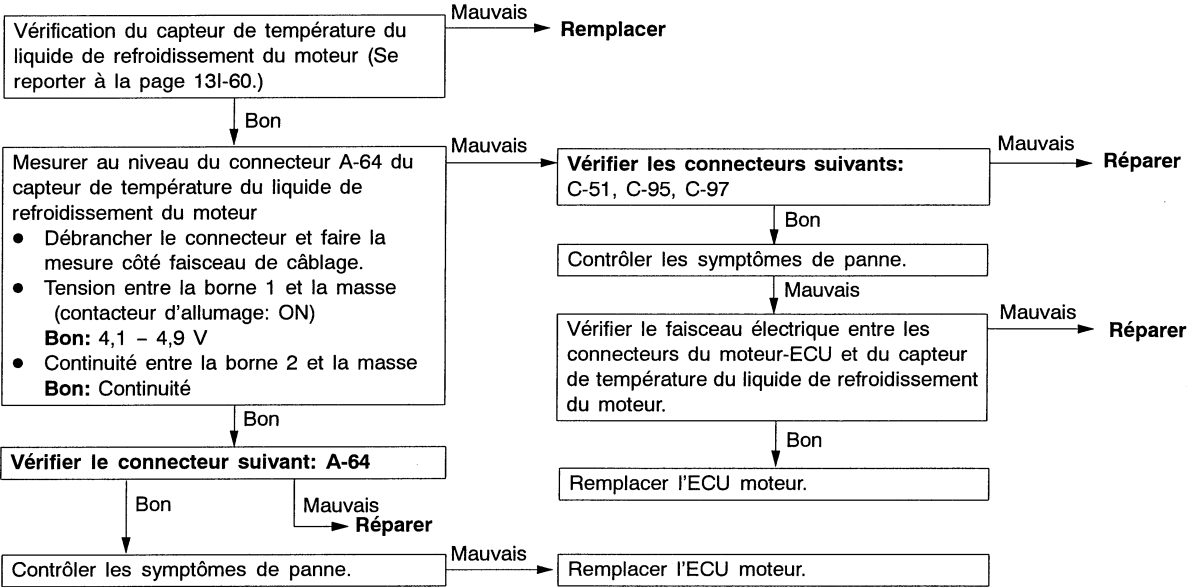 Vérification du capteur de température du
liquide de refroidissement du moteur (Se
reporter à la page 13I-60.)
Mauvais
Remplacer
Bon
Mesurer au niveau du connecteur A-64 du
capteur de température du liquide de
refroidissement du moteur
● Débrancher le connecteur et faire la
mesure côté faisceau de câblage.
● Tension entre la borne 1 et la masse
(contacteur d'allumage: ON)
Bon: 4,1 – 4,9 V
● Continuité entre la borne 2 et la masse
Bon: Continuité
Mauvais
Vérifier les connecteurs suivants:
C-51, C-95, C-97
Mauvais
Réparer
Bon
Contrôler les symptômes de panne.
Mauvais
Vérifier le faisceau électrique entre les
connecteurs du moteur-ECU et du capteur
de température du liquide de refroidissement
du moteur.
Mauvais
Réparer
Bon
Remplacer l'ECU moteur.
Bon
Vérifier le connecteur suivant: A-64
Bon
Mauvais
Réparer
Contrôler les symptômes de panne.
Mauvais
Remplacer l'ECU moteur.